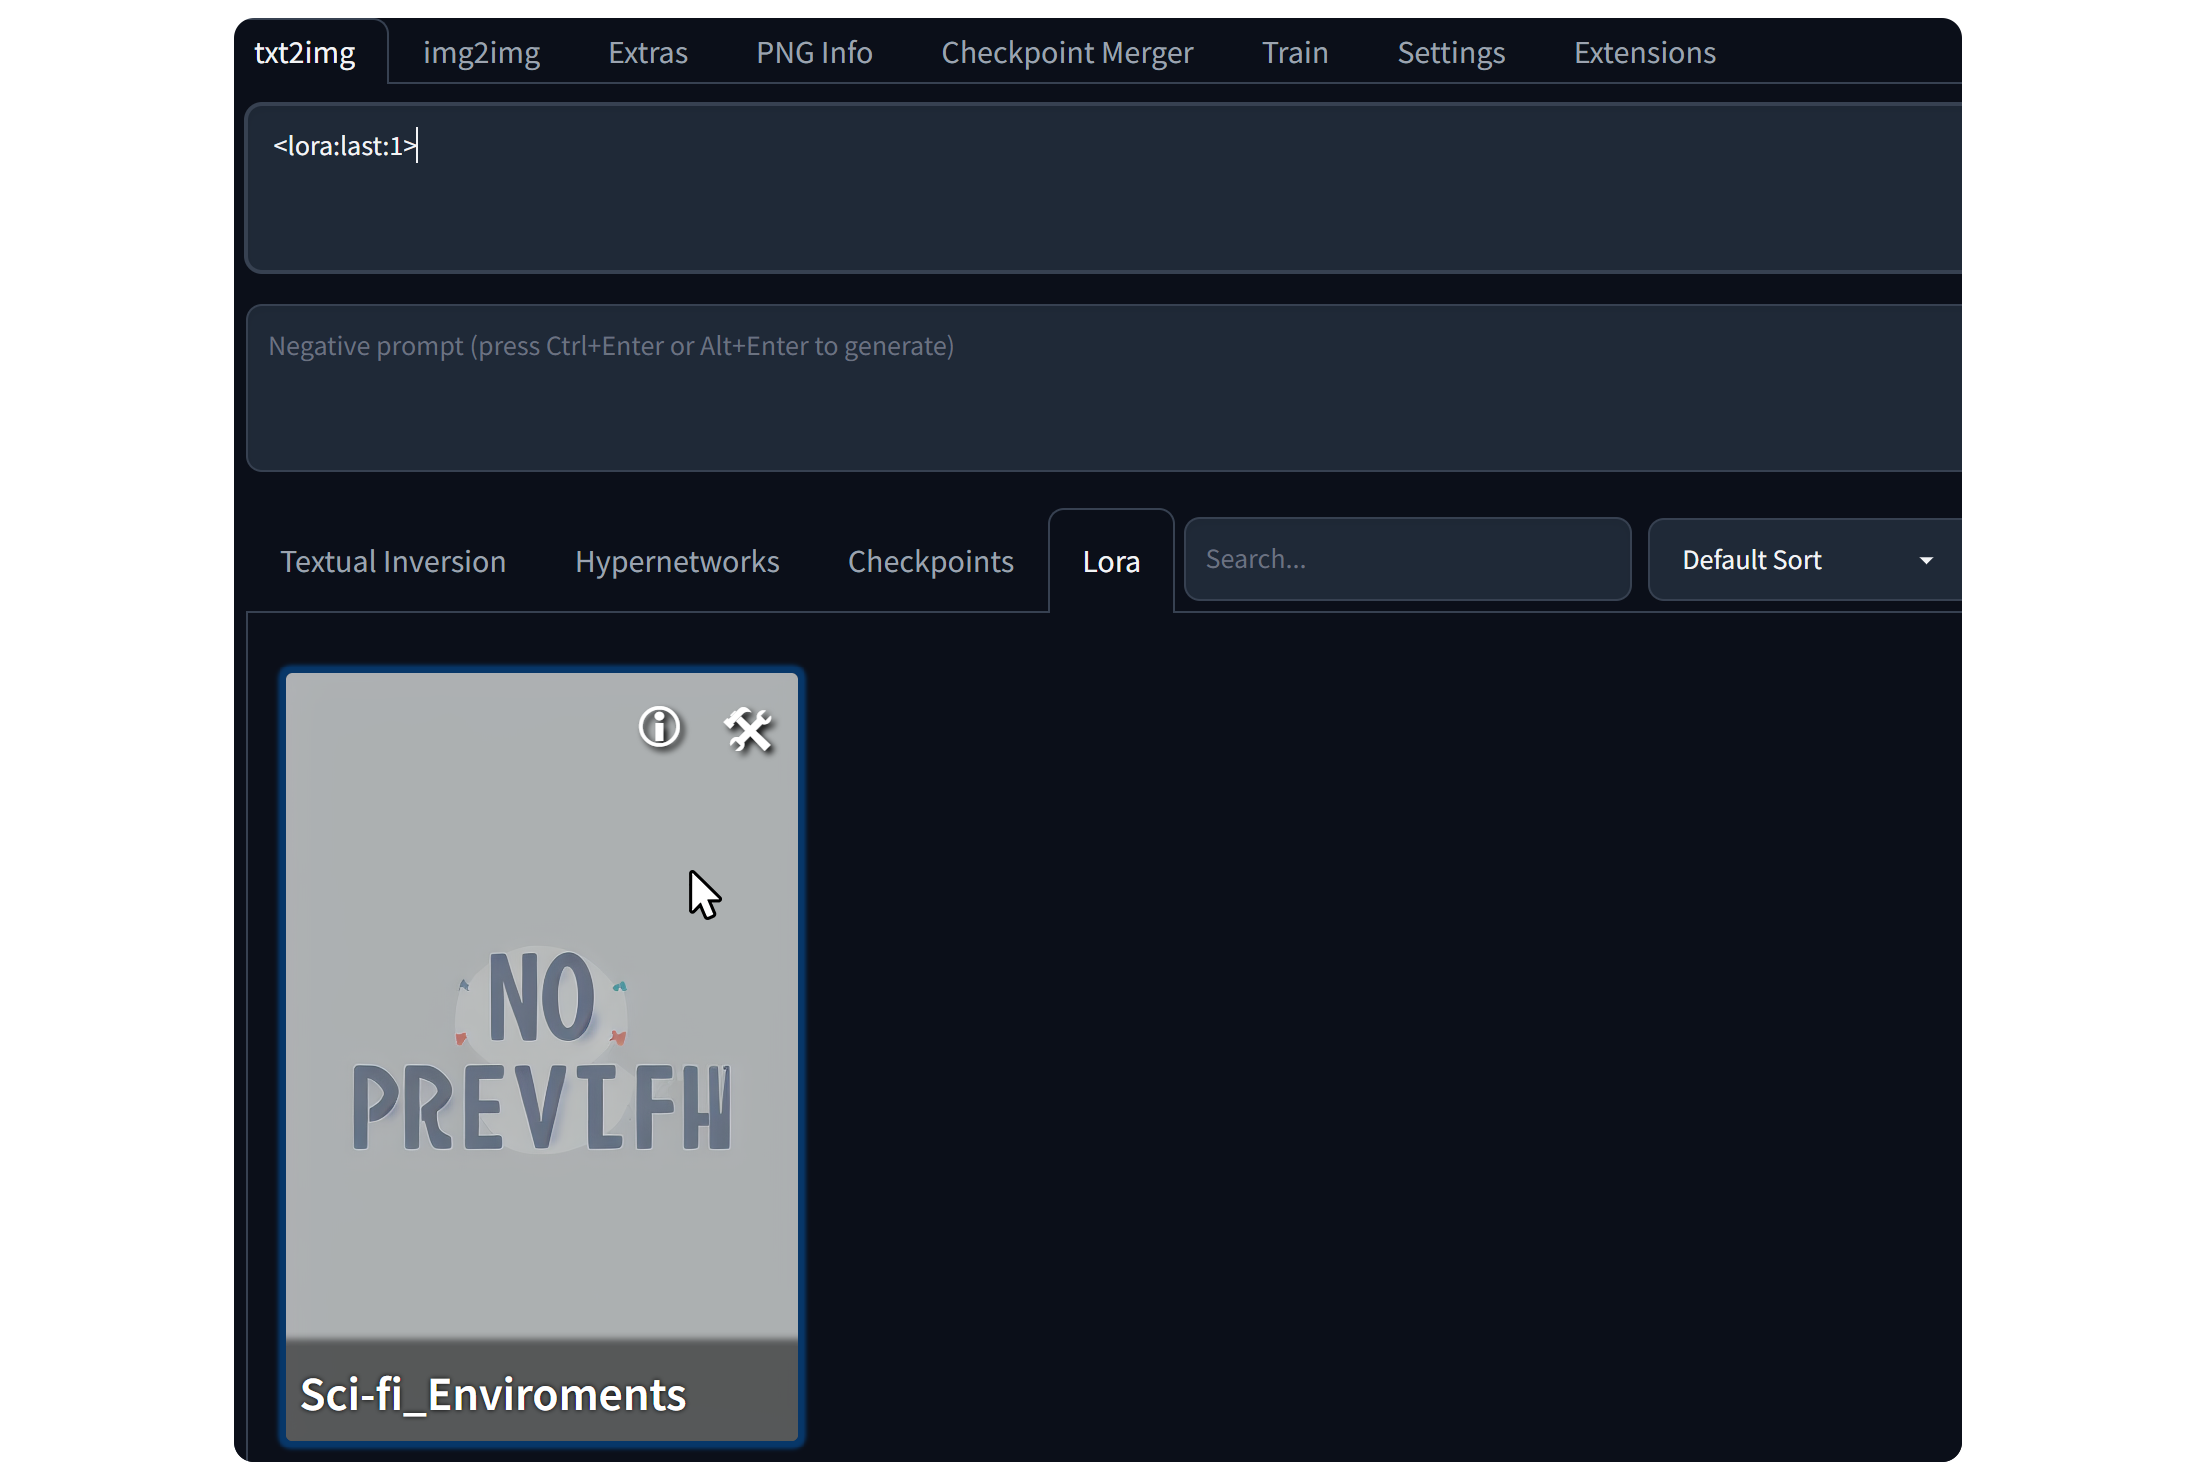 txt2img img2img Extras PNG Info Checkpoint Merger Train Settings Extensions
<lora:last:1>
Negative prompt (press Ctrl+Enter or Alt+Enter to generate)
Textual Inversion Hypernetworks Checkpoints Lora Search... Default Sort
NO
PREVIFW
Sci-fi_Enviroments